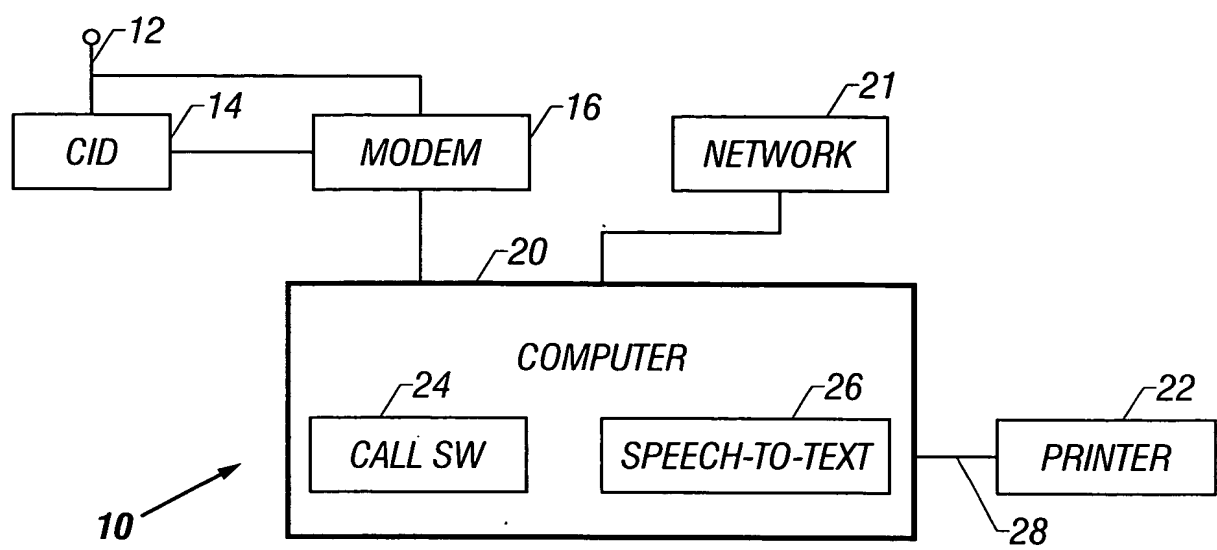 12
14
CID
16
MODEM
21
NETWORK
20
COMPUTER
24
CALL SW
26
SPEECH-TO-TEXT
22
PRINTER
28
10